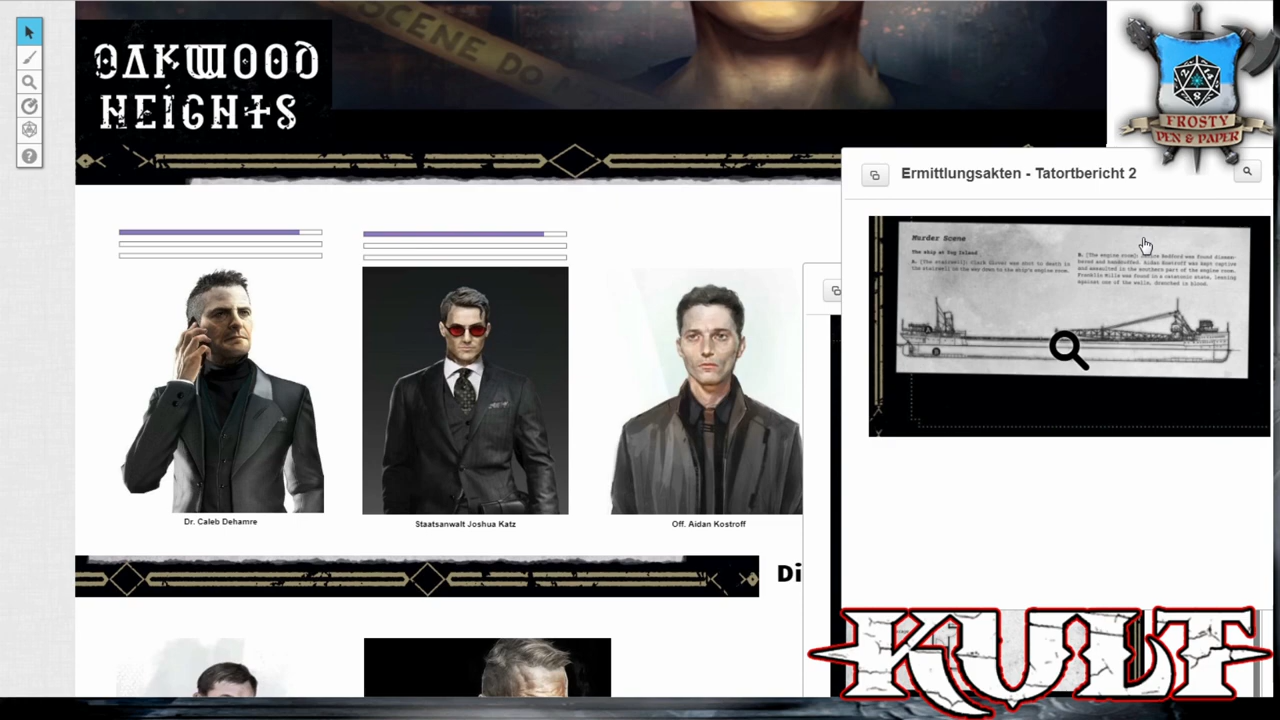 SCENE DO
OAKWOOD
HEIGHTS
FROSTY
PEN & PAPER
Ermittlungsakten - Tatortbericht 2
Murder Scene
The ship at Fog Island
A. [The stairwell]: Clark Glover was shot to death in
the stairwell on the way down to the ship's engine room.
B. [The engine room]: Bedford was found
and handcuffed. Aidan Kostroff was kept captive
and assaulted in the southern part of the engine room.
Franklin Mills was found in a catatonic state, leaning
against one of the walls, drenched in blood.
Dr. Caleb Dehamre
Staatsanwalt Joshua Katz
Off. Aidan Kostroff
Di
KULT